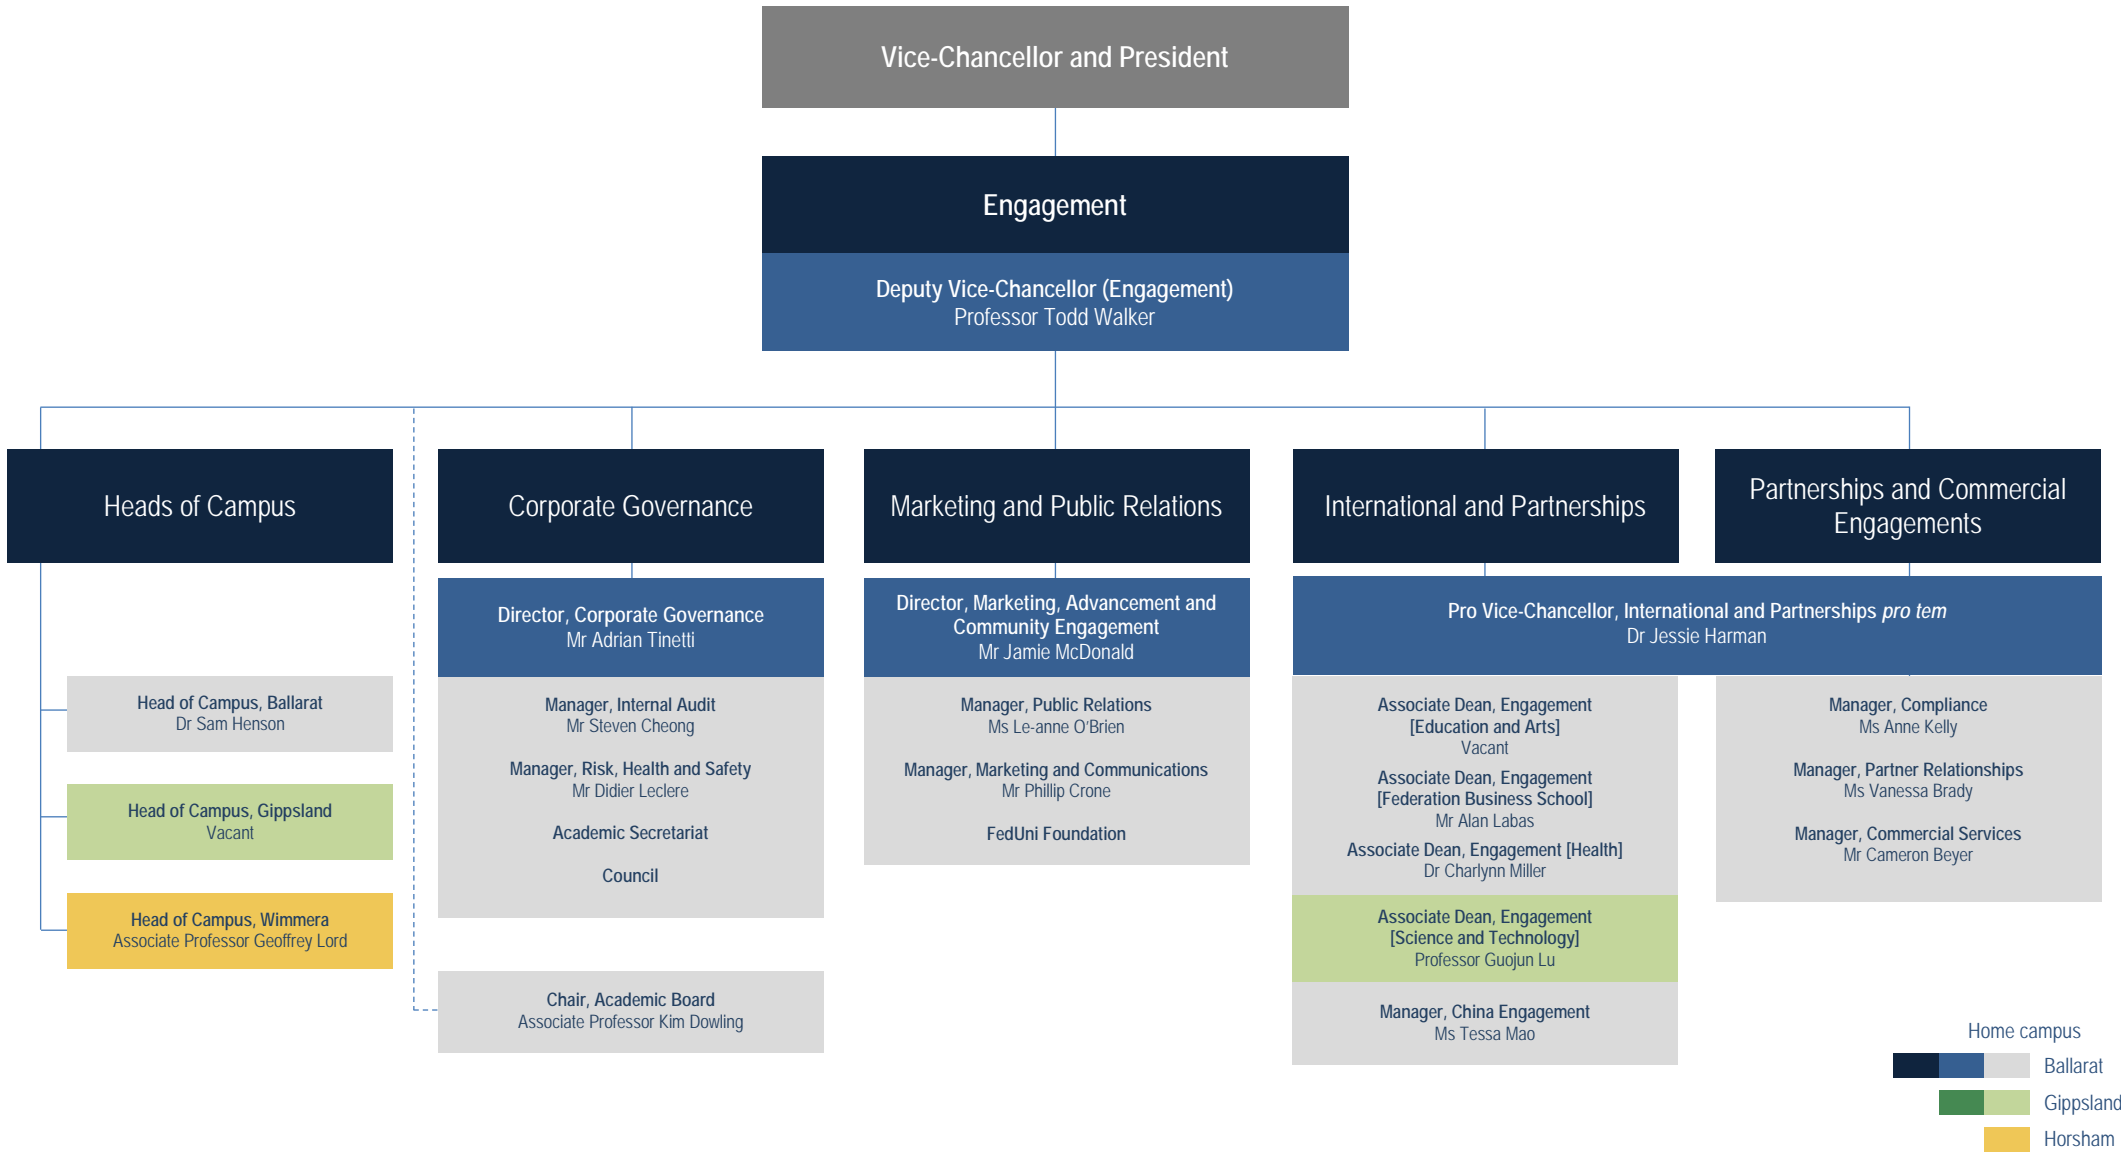 Vice-Chancellor and President
Engagement
Deputy Vice-Chancellor (Engagement)
Professor Todd Walker
Heads of Campus
Head of Campus, Ballarat
Dr Sam Henson
Head of Campus, Gippsland
Vacant
Head of Campus, Wimmera
Associate Professor Geoffrey Lord
Corporate Governance
Director, Corporate Governance
Mr Adrian Tinetti
Manager, Internal Audit
Mr Steven Cheong
Manager, Risk, Health and Safety
Mr Didier Leclere
Academic Secretariat
Council
Chair, Academic Board
Associate Professor Kim Dowling
Marketing and Public Relations
Director, Marketing, Advancement and
Community Engagement
Mr Jamie McDonald
Manager, Public Relations
Ms Le-anne O’Brien
Manager, Marketing and Communications
Mr Phillip Crone
FedUni Foundation
International and Partnerships
Partnerships and Commercial
Engagements
Pro Vice-Chancellor, International and Partnerships pro tem
Dr Jessie Harman
Associate Dean, Engagement
[Education and Arts]
Vacant
Associate Dean, Engagement
[Federation Business School]
Mr Alan Labas
Associate Dean, Engagement [Health]
Dr Charlynn Miller
Associate Dean, Engagement
[Science and Technology]
Professor Guojun Lu
Manager, China Engagement
Ms Tessa Mao
Manager, Compliance
Ms Anne Kelly
Manager, Partner Relationships
Ms Vanessa Brady
Manager, Commercial Services
Mr Cameron Beyer
Home campus
Ballarat
Gippsland
Horsham